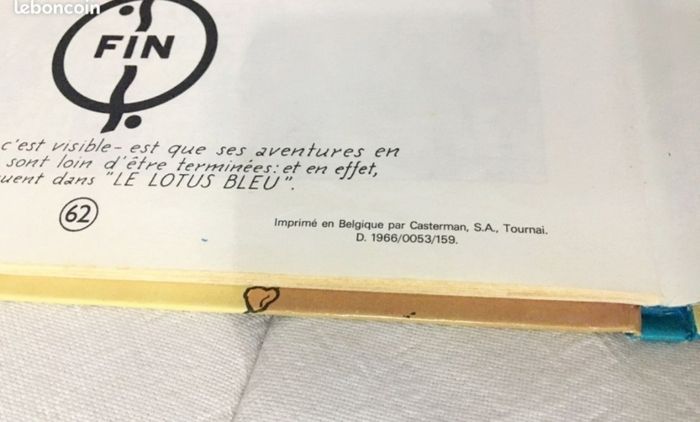 leboncoin
FIN
c'est visible - est que ses aventures en
sont loin d'être terminées: et en effet,
uent dans "LE LOTUS BLEU".
62
Imprimé en Belgique par Casterman, S.A., Tournai.
D. 1966/0053/159.